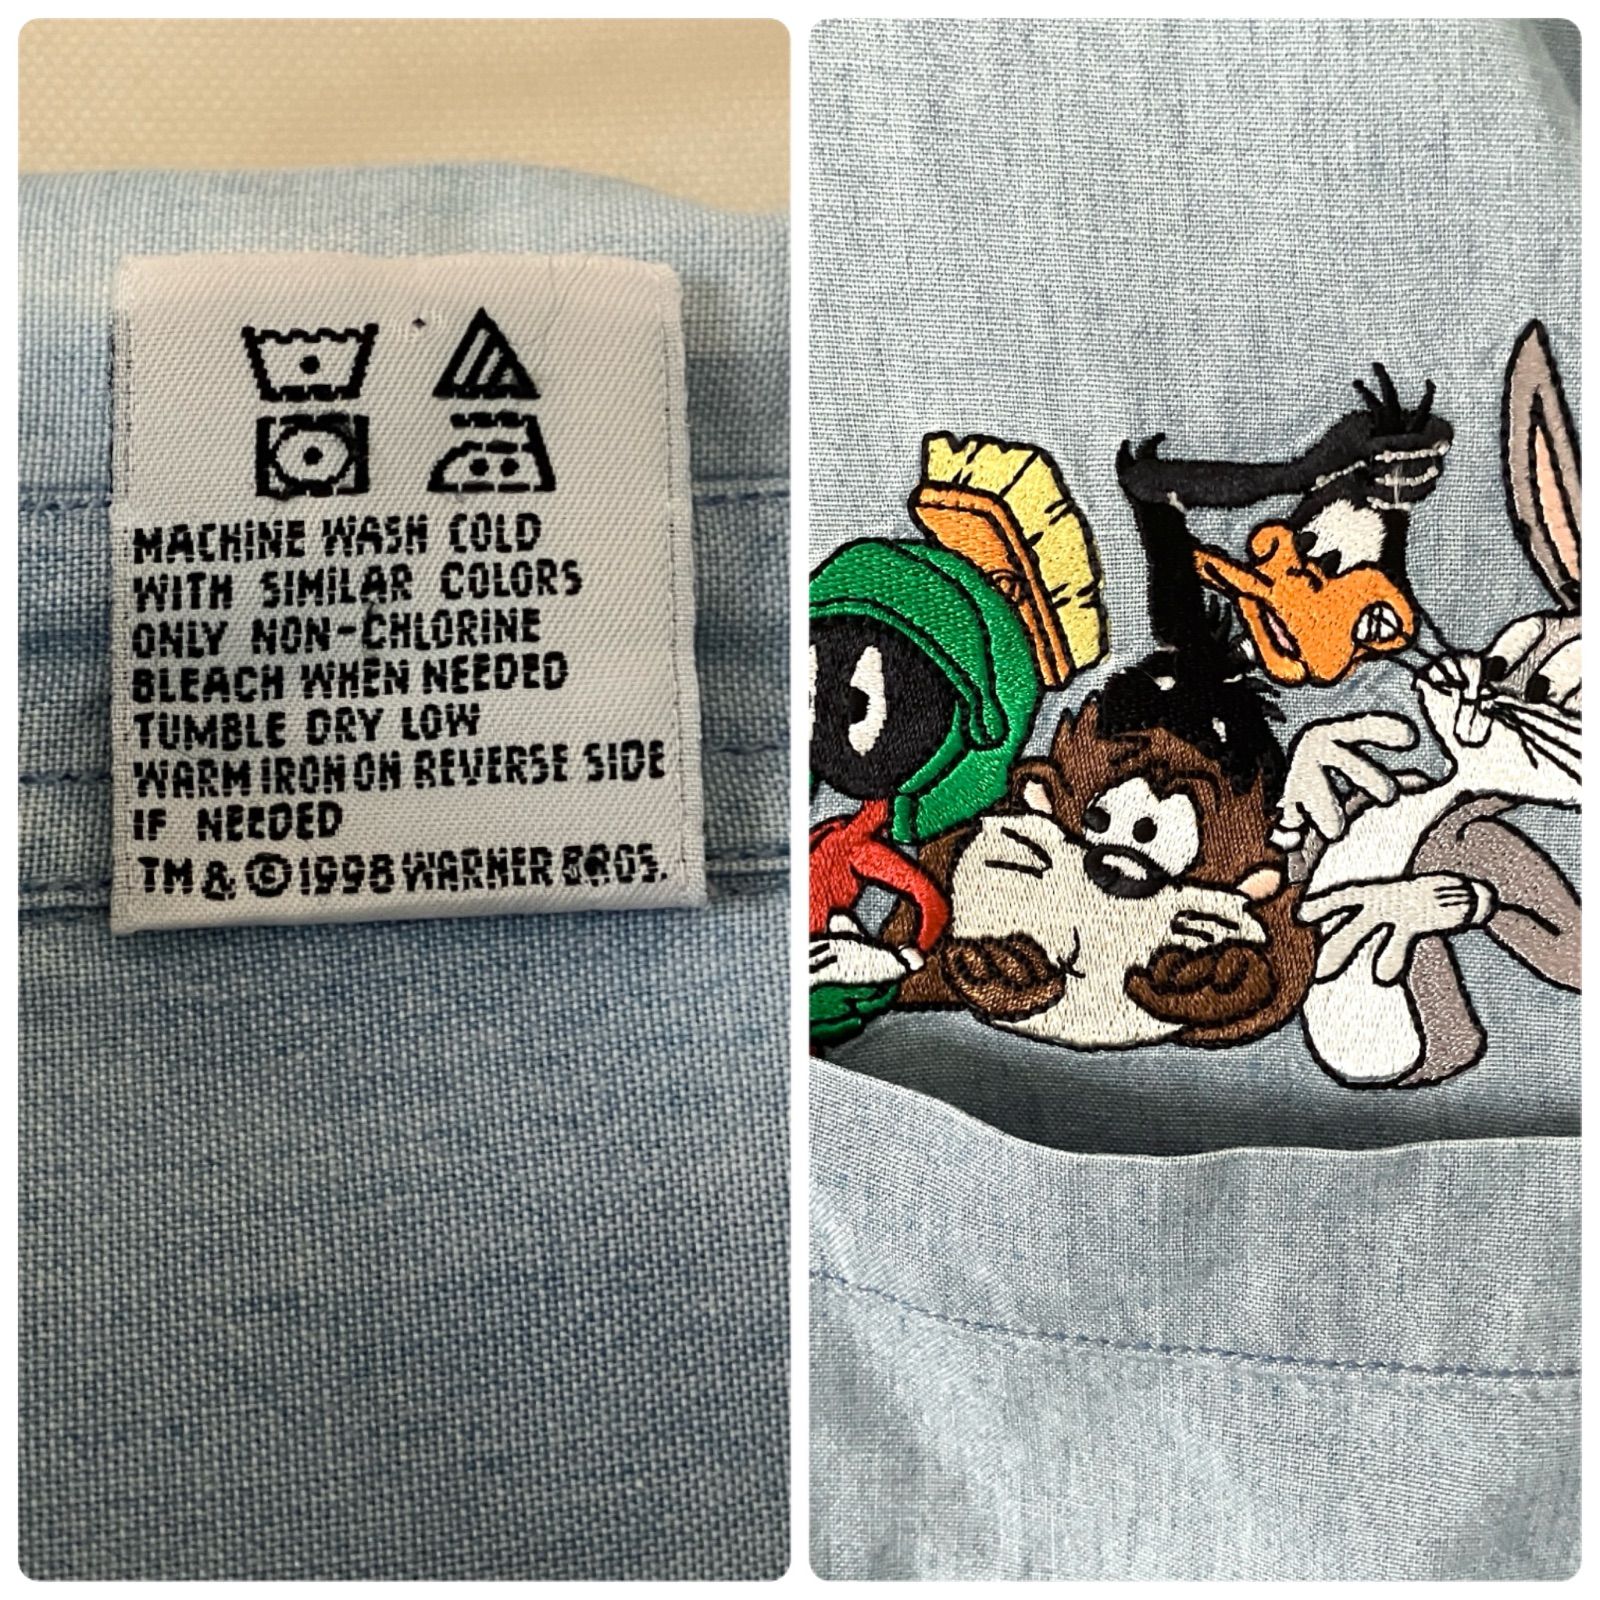 MACHINE WASH COLD
WITH SIMILAR COLORS
ONLY NON-CHLORINE
BLEACH WHEN NEEDED
TUMBLE DRY LOW
WARM IRON ON REVERSE SIDE
IF NEEDED
TM & © 1998 WARNER BROS.